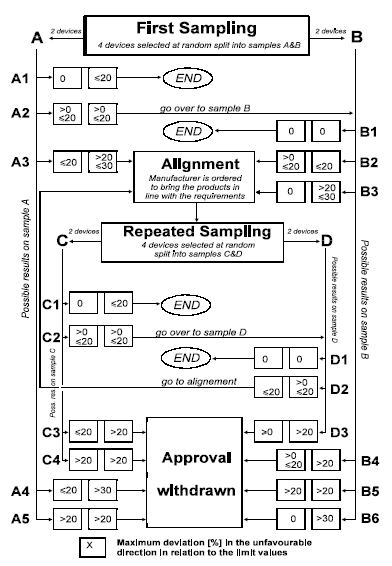 First Sampling
A 2 devices 4 devices selected at random split into samples A&B 2 devices B
A1 0 ≤20 END
A2 >0 ≤20 >0 ≤20 go over to sample B
END 0 0 B1
A3 ≤20 >20 ≤30 Alignment >0 ≤20 ≤20 B2
Manufacturer is ordered
to bring the products in
line with the requirements
0 >20 ≤30 B3
Possible results on sample A
Repeated Sampling
C 2 devices 4 devices selected at random 2 devices D
split into samples C&D
Possible results on sample D
Possible results on sample B
C1 0 ≤20 END
C2 >0 ≤20 >0 ≤20 go over to sample D
END 0 0 D1
Poss. res. on sample C
go to alignement ≤20 >0 ≤20 D2
C3 ≤20 >20 ≥0 >20 D3
C4 >20 >20 Approval >0 ≤20 >20 B4
A4 ≤20 >30 withdrawn >20 >20 B5
A5 >20 >20 0 >30 B6
X Maximum deviation [%] in the unfavourable
direction in relation to the limit values